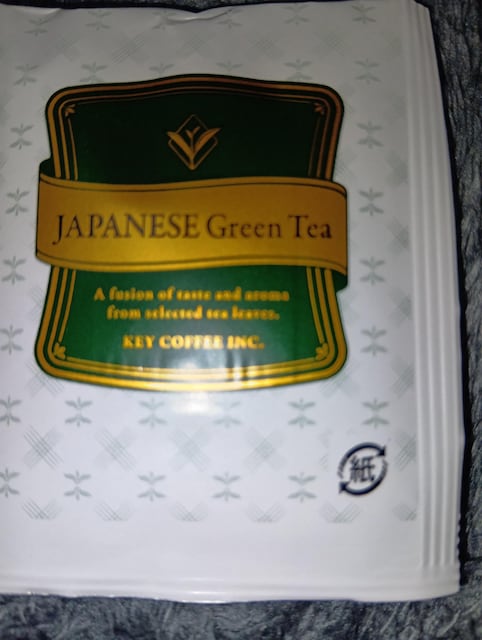 JAPANESE Green Tea
A fusion of taste and aroma
from selected tea leaves.
KEY COFFEE INC.
紙